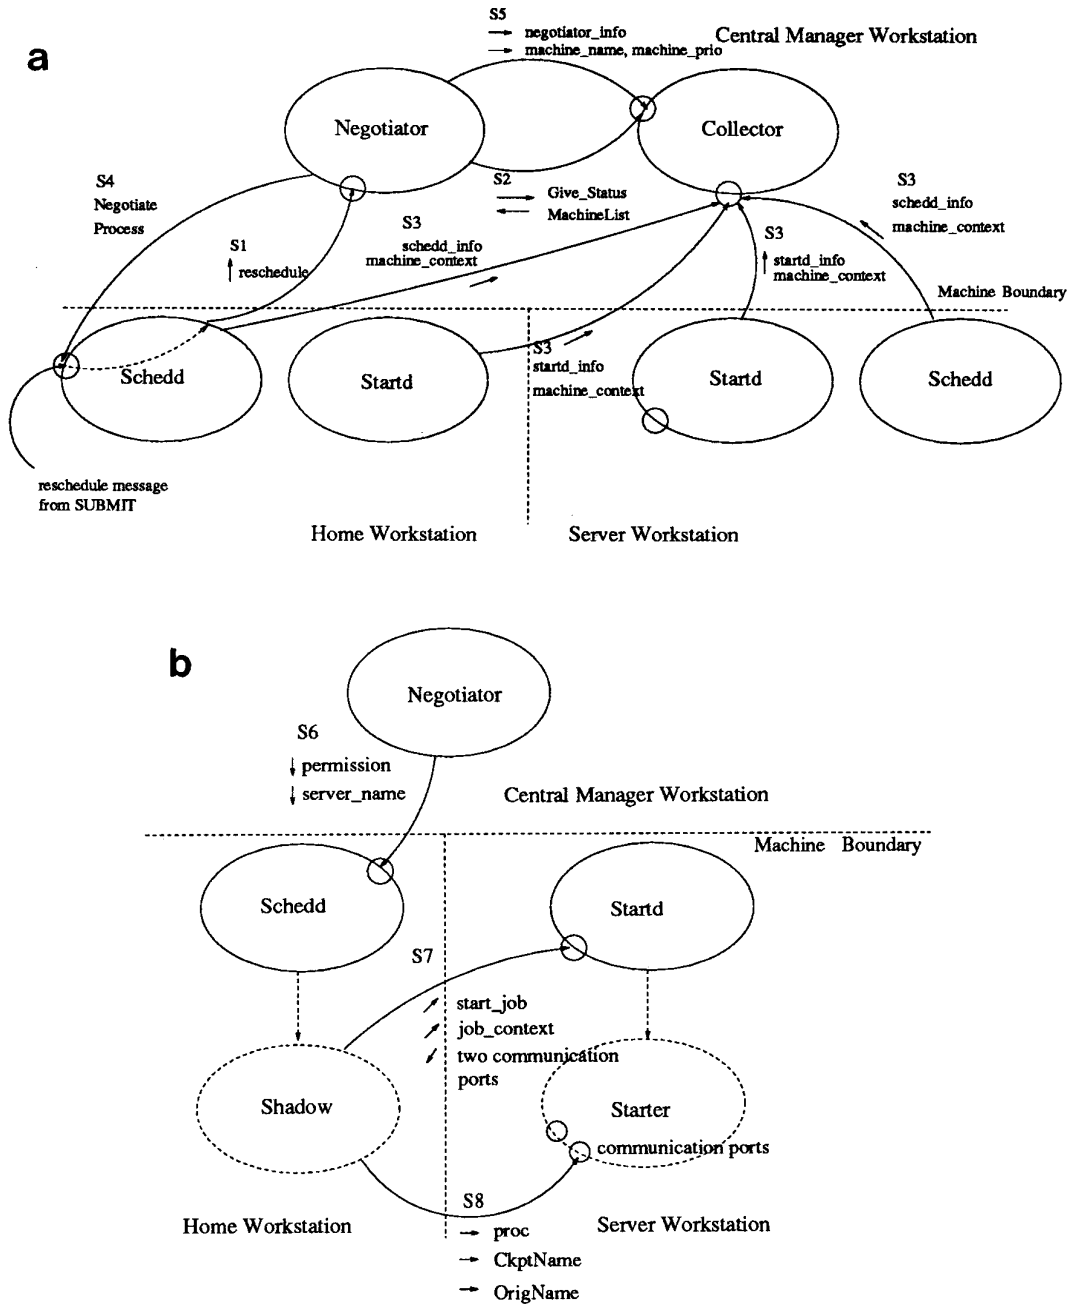 a
S5
negotiator_info
machine_name, machine_prio
Central Manager Workstation
Negotiator
Collector
S4
Negotiate
Process
S2
Give_Status
MachineList
S3
schedd_info
machine_context
S1
reschedule
S3
schedd_info
machine_context
S3
startd_info
machine_context
Machine Boundary
S3
startd_info
machine_context
Schedd
Startd
Startd
Schedd
reschedule message
from SUBMIT
Home Workstation
Server Workstation
b
Negotiator
S6
permission
server_name
Central Manager Workstation
Machine Boundary
Schedd
Startd
S7
start_job
job_context
two communication
ports
Shadow
Starter
communication ports
S8
Home Workstation
Server Workstation
proc
CkptName
OrigName